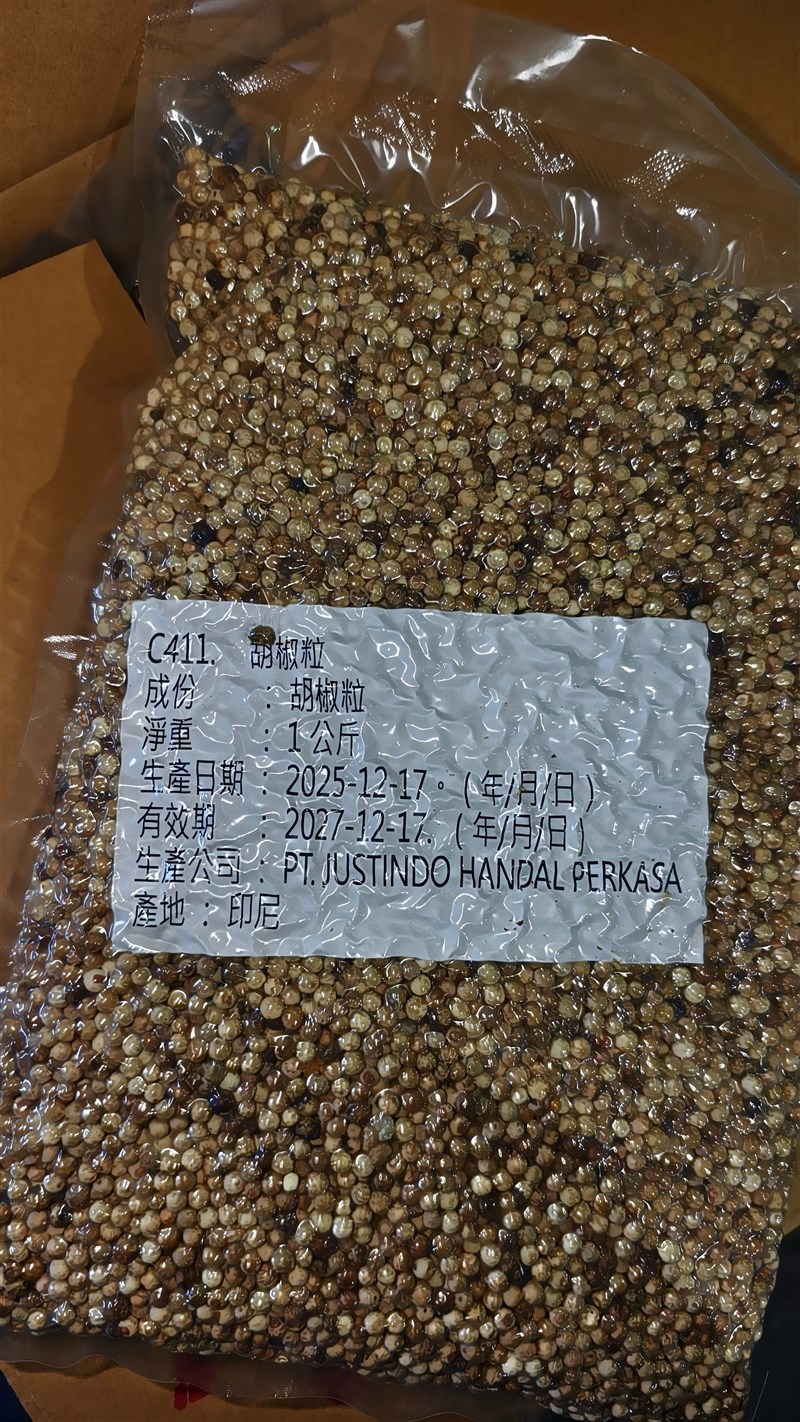 C411. 胡椒粒
成份 : 胡椒粒
淨重 : 1 公斤
生產日期 : 2025-12-17。 ( 年/月/日 )
有效期 : 2027-12-17. ( 年/月/日 )
生產公司 : PT. JUSTINDO HANDAL PERKASA
產地 : 印尼